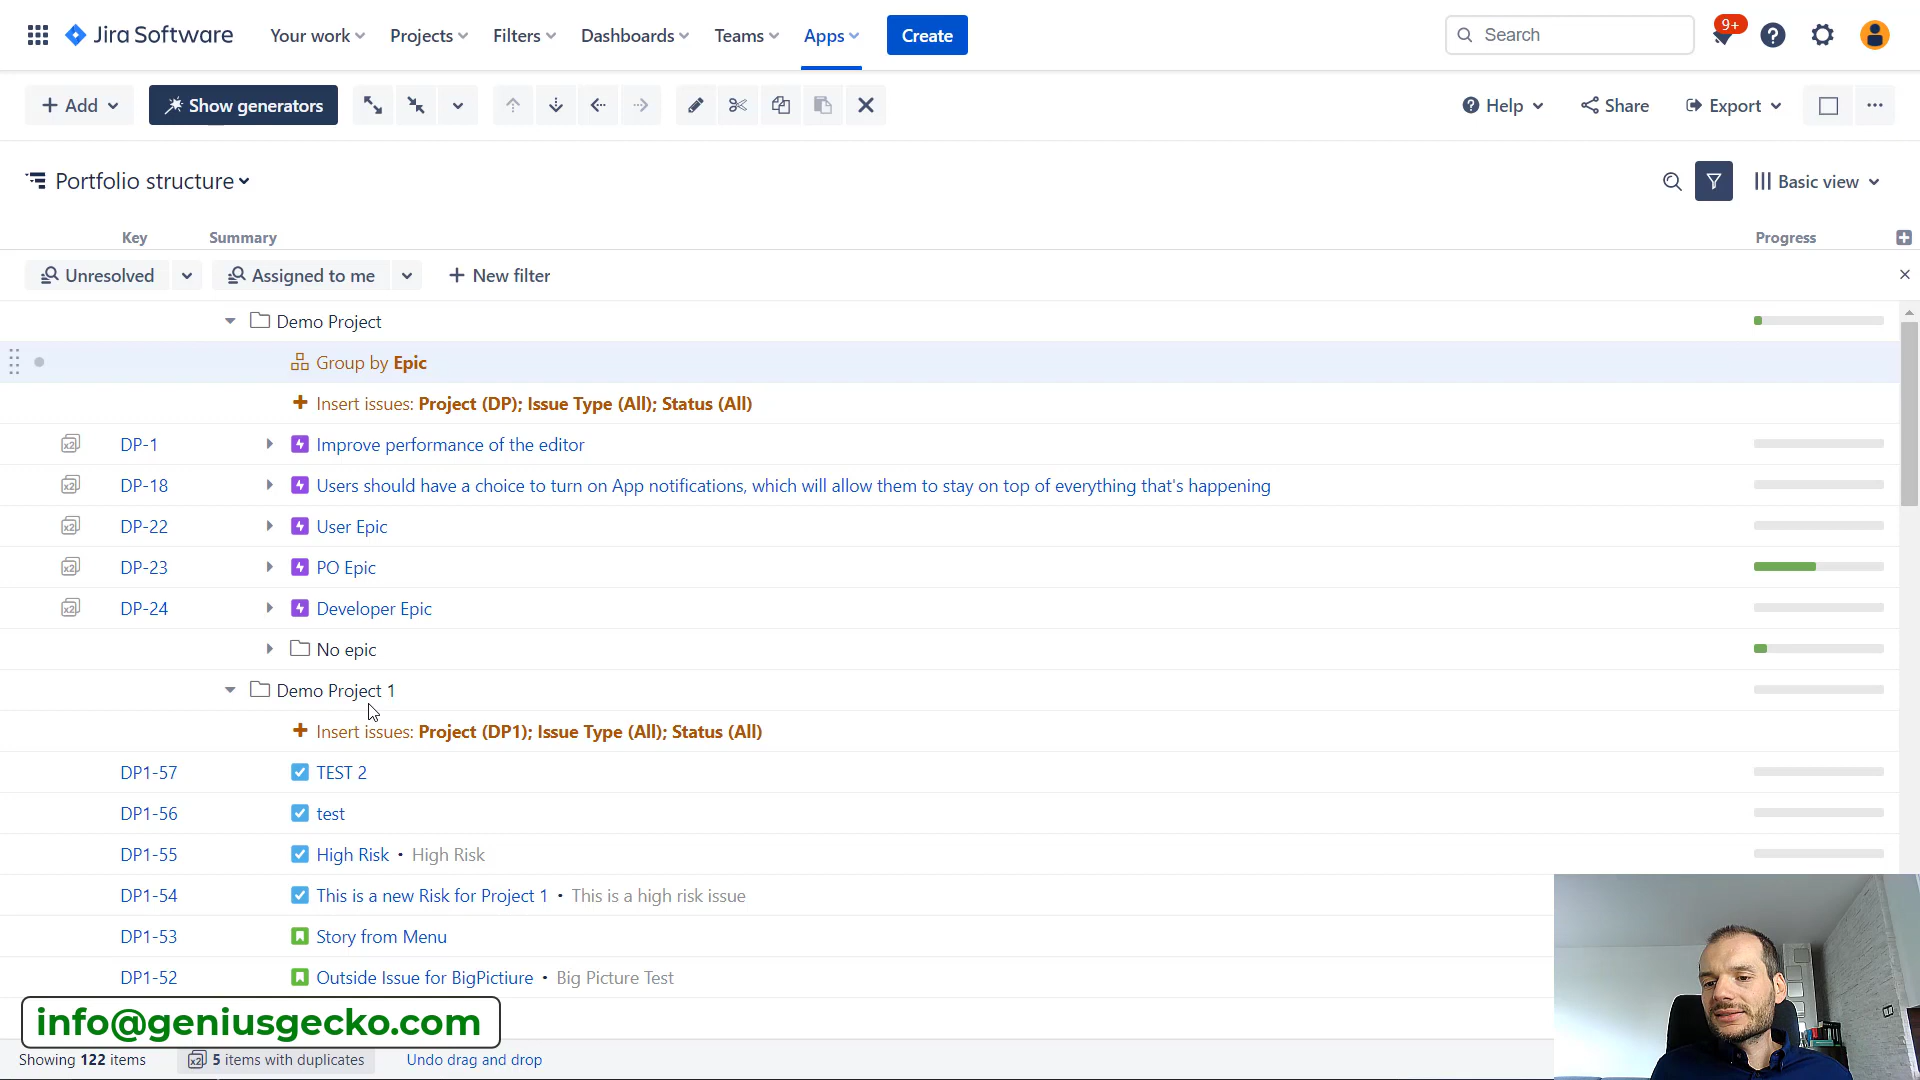 Jira Software Your work Projects Filters Dashboards Teams Apps Create Search 9+
+ Add Show generators Help Share Export
Portfolio structure Basic view
Key Summary Progress
Unresolved Assigned to me + New filter
Demo Project
Group by Epic
Insert issues: Project (DP); Issue Type (All); Status (All)
x2 DP-1 Improve performance of the editor
x2 DP-18 Users should have a choice to turn on App notifications, which will allow them to stay on top of everything that's happening
x2 DP-22 User Epic
x2 DP-23 PO Epic
x2 DP-24 Developer Epic
No epic
Demo Project 1
Insert issues: Project (DP1); Issue Type (All); Status (All)
DP1-57 TEST 2
DP1-56 test
DP1-55 High Risk • High Risk
DP1-54 This is a new Risk for Project 1 • This is a high risk issue
DP1-53 Story from Menu
DP1-52 Outside Issue for BigPictiure • Big Picture Test
info@geniusgecko.com
Showing 122 items x2 5 items with duplicates Undo drag and drop